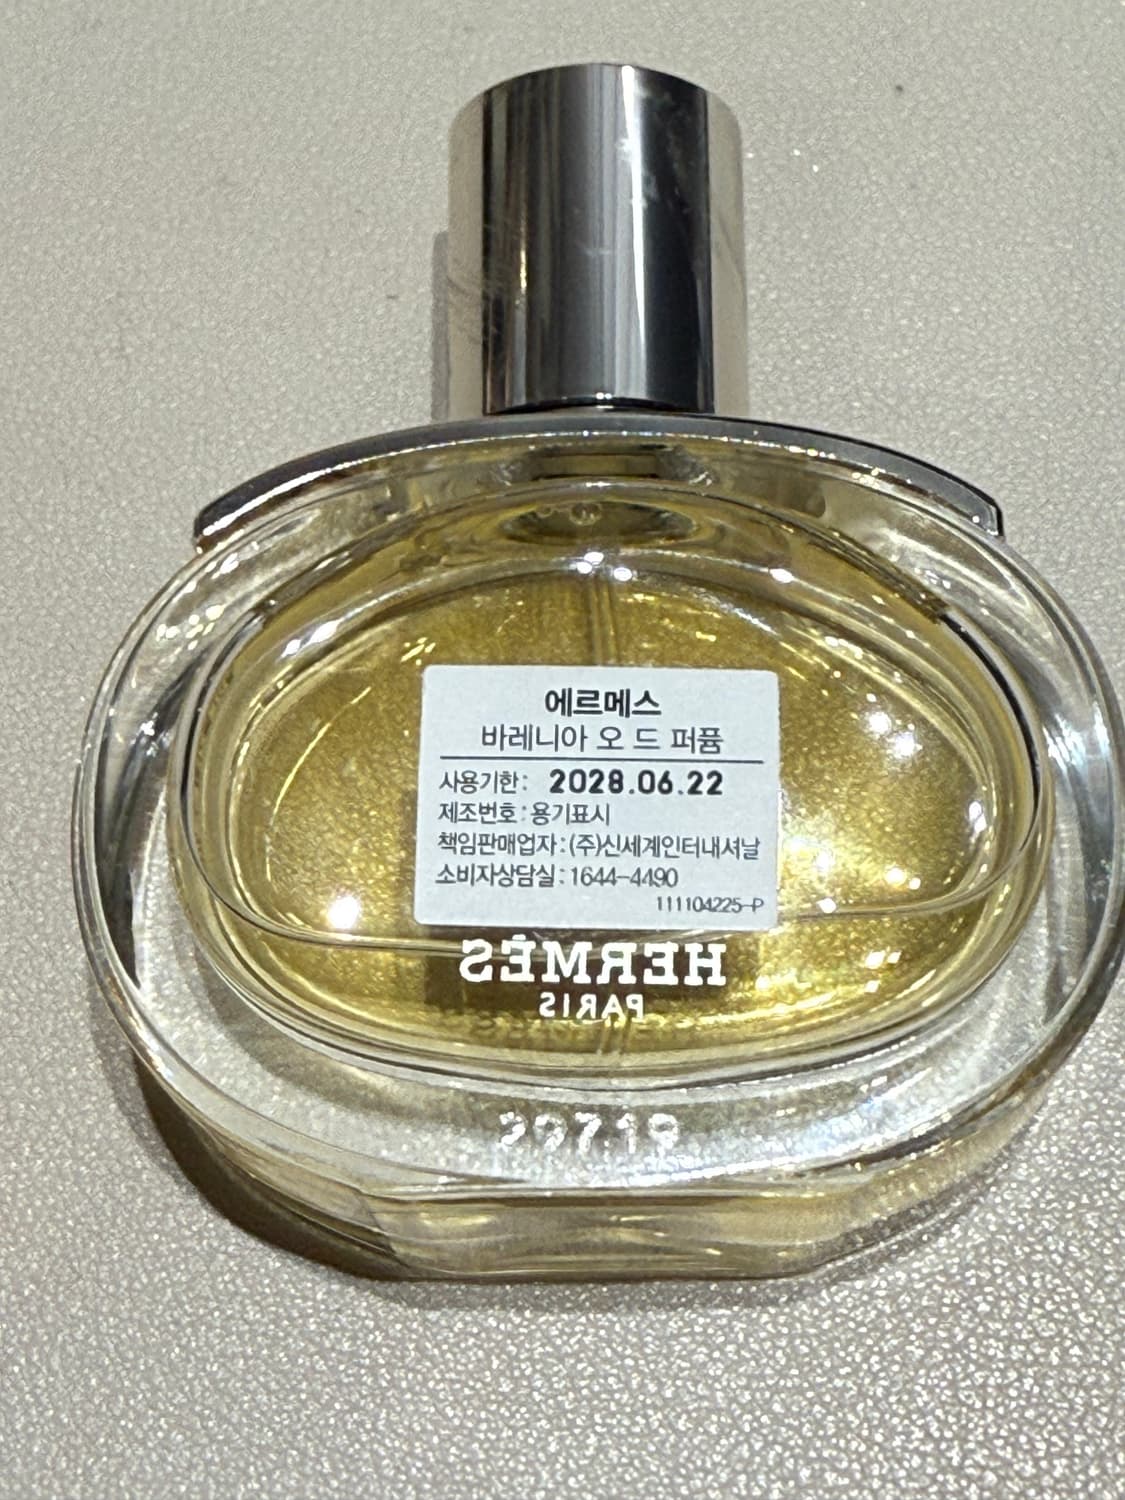 에르메스
바레니아 오 드 퍼퓸
사용기한: 2028.06.22
제조번호:용기표시
책임판매업자:(주)신세계인터내셔날
소비자상담실:1644-4490
111104225-P
HERMÈS
PARIS